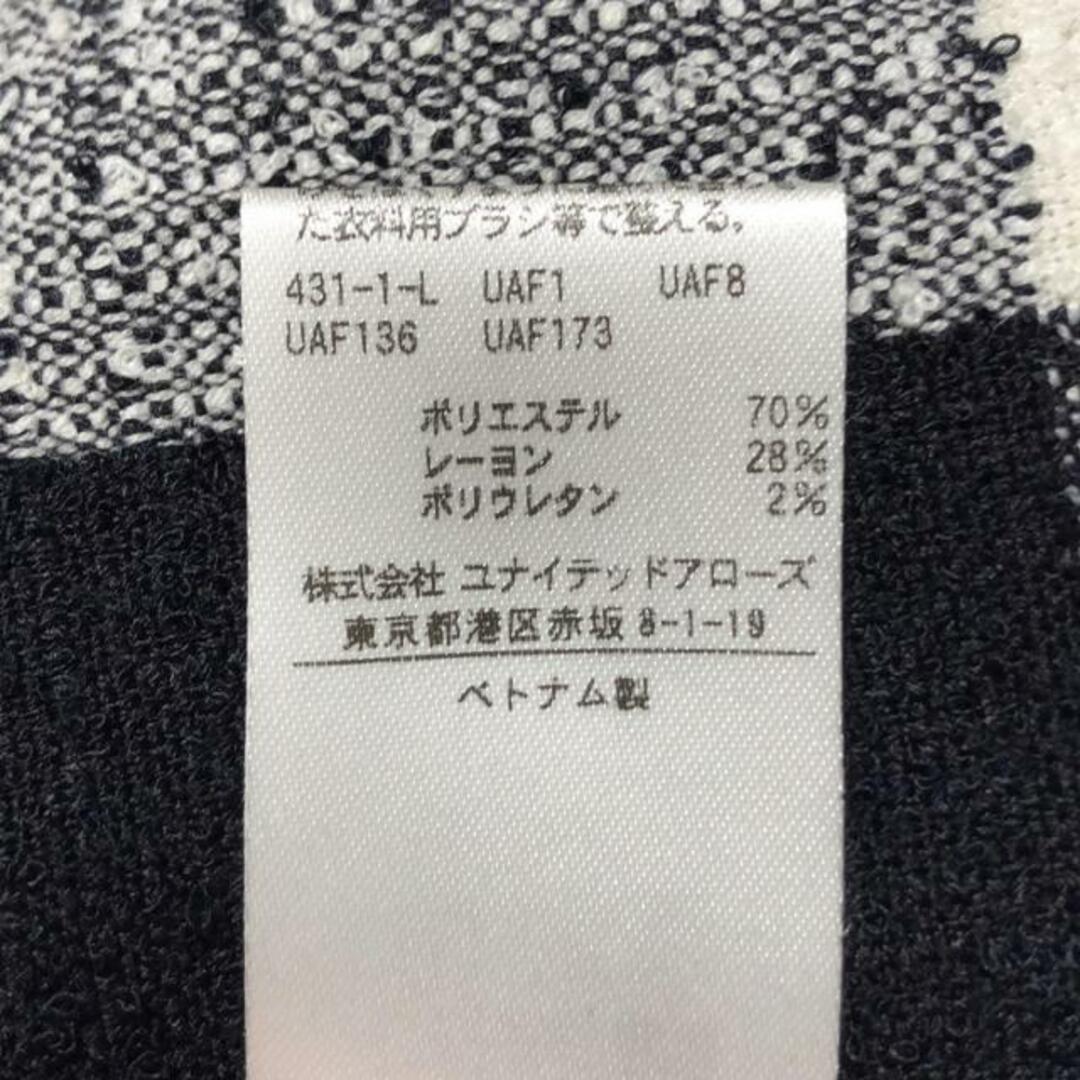 た衣料用ブラシ等で整える。
431-1-L UAF1 UAF8
UAF136 UAF173
ポリエステル 70%
レーヨン 28%
ポリウレタン 2%
株式会社 ユナイテッドアローズ
東京都港区赤坂 8-1-19
ベトナム製